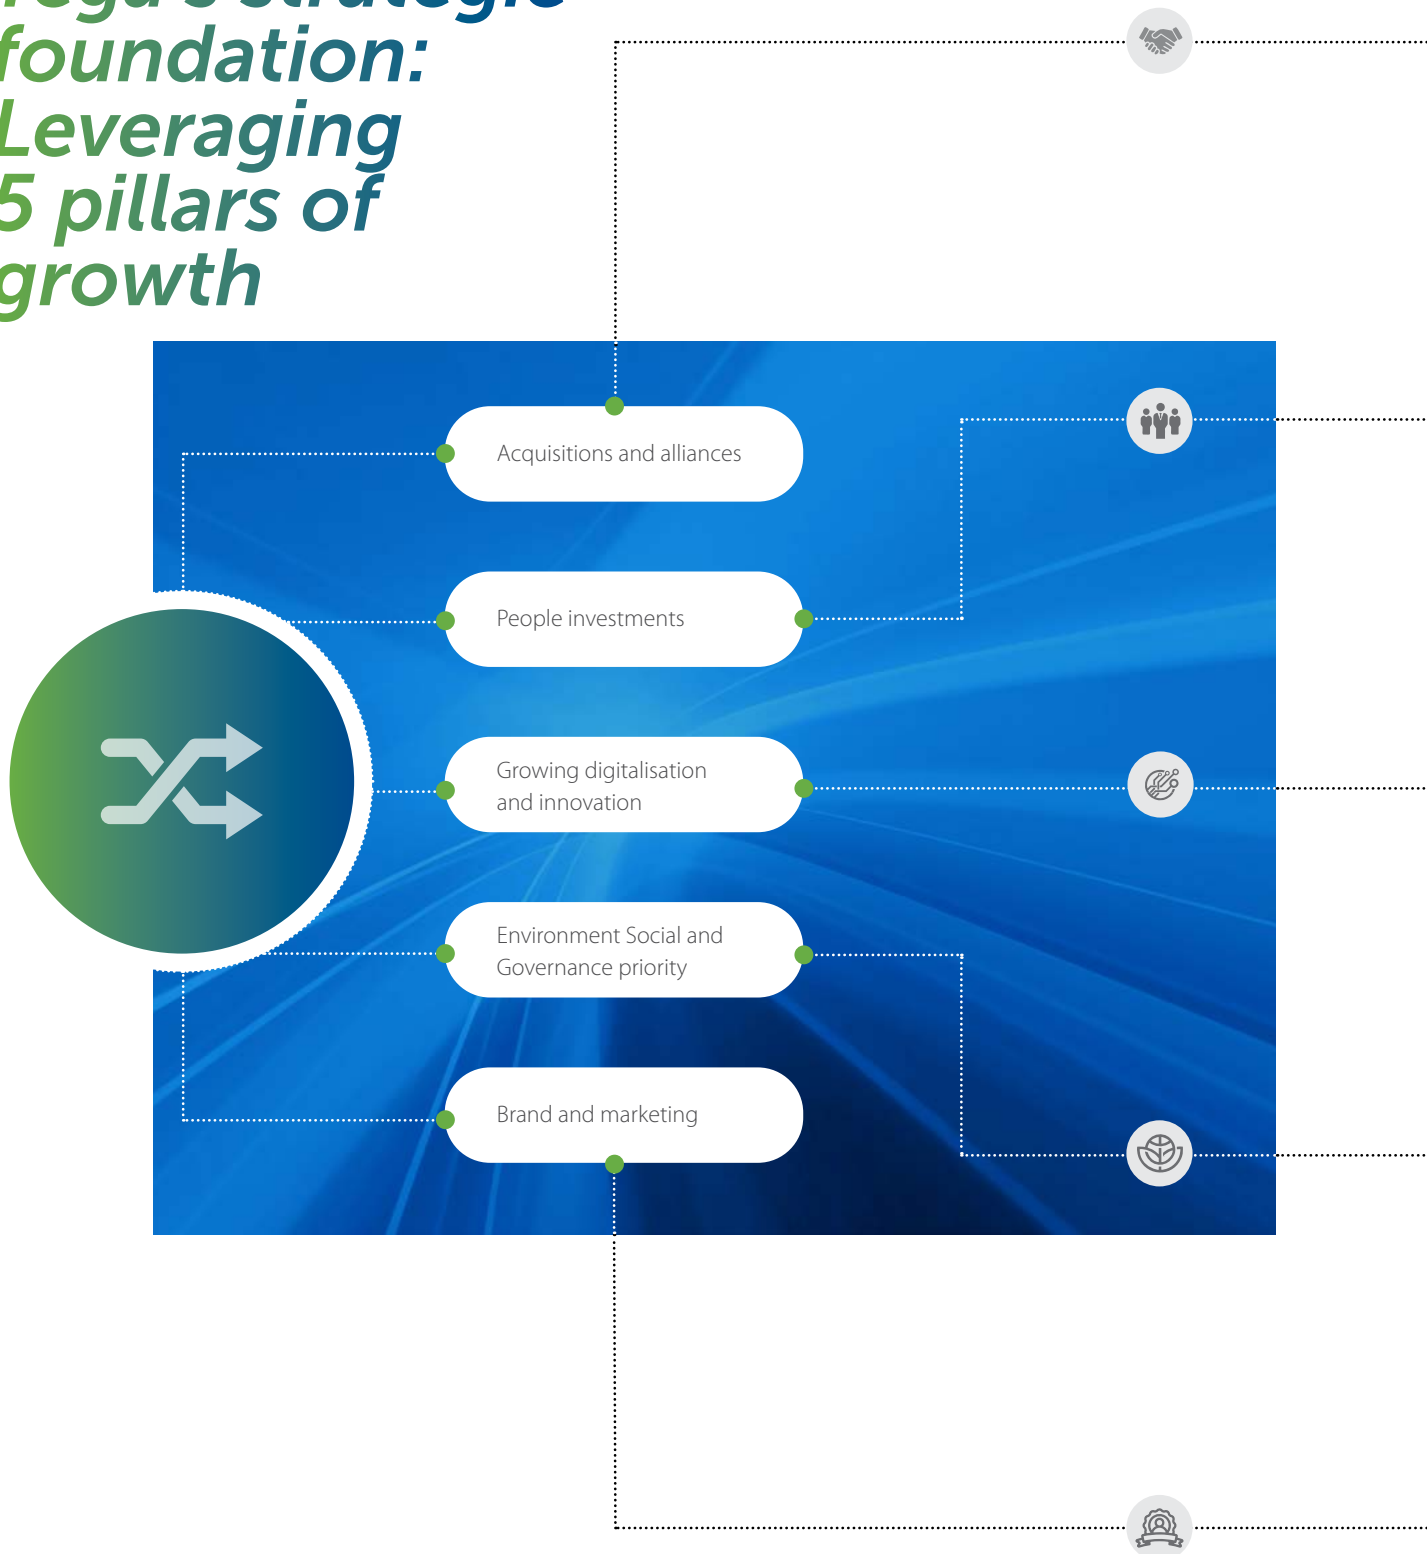 foundation:
Leveraging
5 pillars of
growth
Acquisitions and alliances
People investments
Growing digitalisation
and innovation
Environment Social and
Governance priority
Brand and marketing